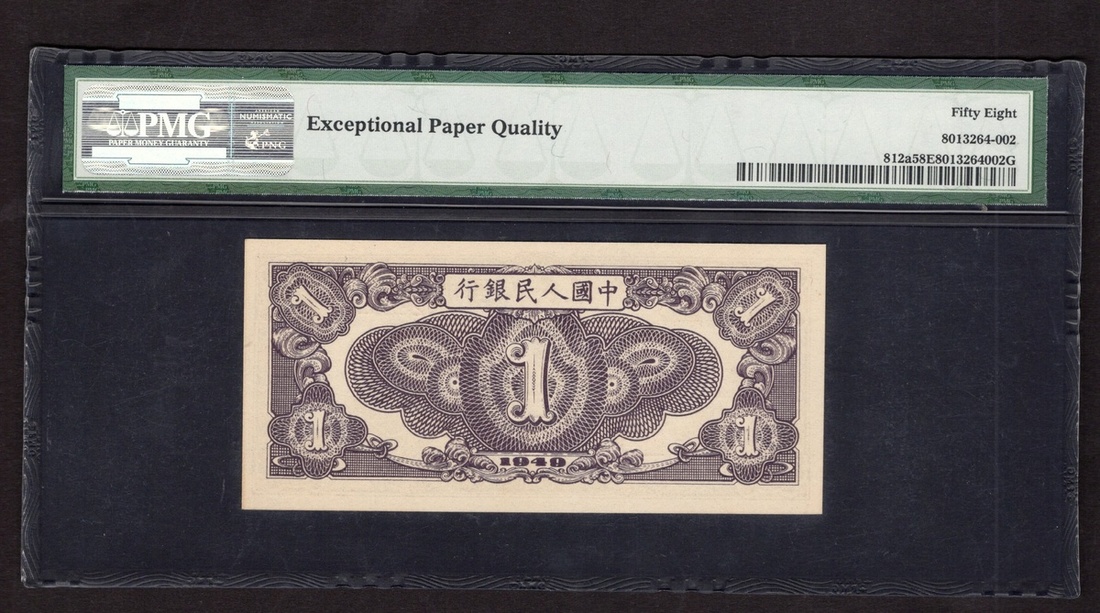 PMG
PAPER MONEY GUARANTY
NUMISMATIC
PNG
Exceptional Paper Quality
Fifty Eight
8013264-002
812a58E8013264002G
行銀民人國中
1
1
1
1
1
1949